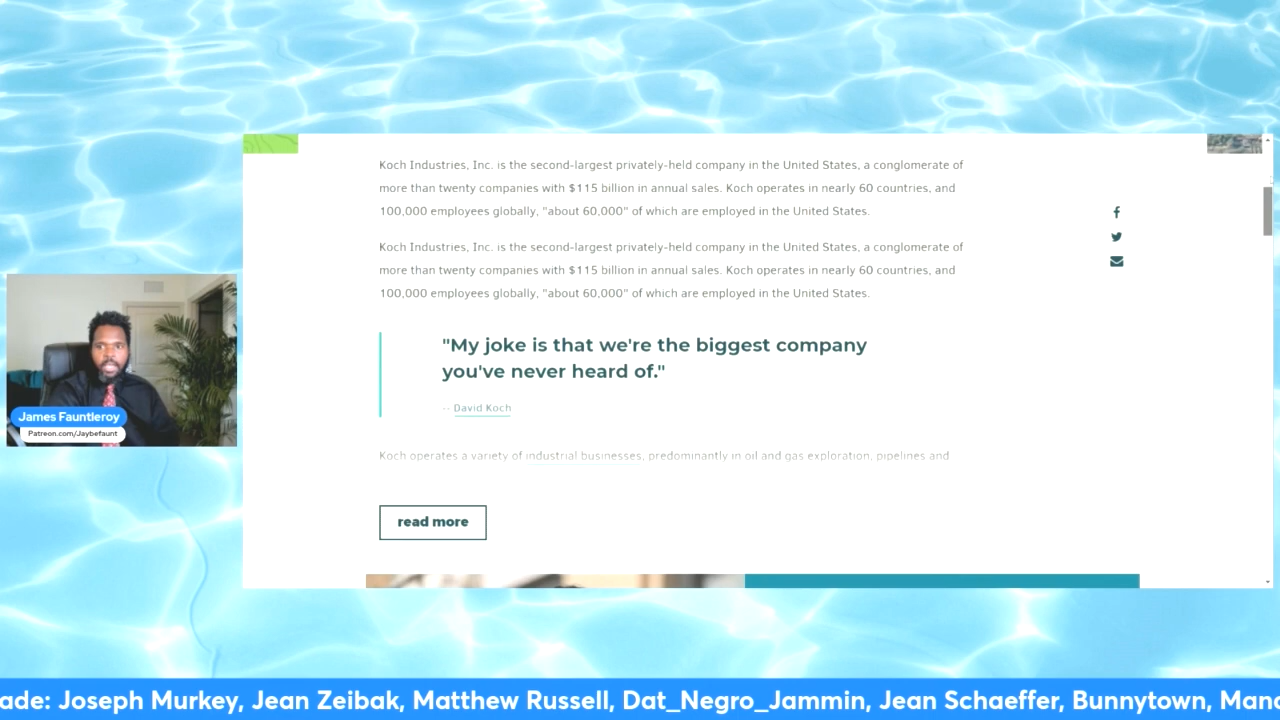 Koch Industries, Inc. is the second-largest privately-held company in the United States, a conglomerate of
more than twenty companies with $115 billion in annual sales. Koch operates in nearly 60 countries, and
100,000 employees globally, "about 60,000" of which are employed in the United States.
Koch Industries, Inc. is the second-largest privately-held company in the United States, a conglomerate of
more than twenty companies with $115 billion in annual sales. Koch operates in nearly 60 countries, and
100,000 employees globally, "about 60,000" of which are employed in the United States.
"My joke is that we're the biggest company
you've never heard of."
-- David Koch
Koch operates a variety of industrial businesses, predominantly in oil and gas exploration, pipelines and
read more
James Fauntleroy
Patreon.com/Jaybefaunt
ade: Joseph Murkey, Jean Zeibak, Matthew Russell, Dat_Negro_Jammin, Jean Schaeffer, Bunnytown, Mand